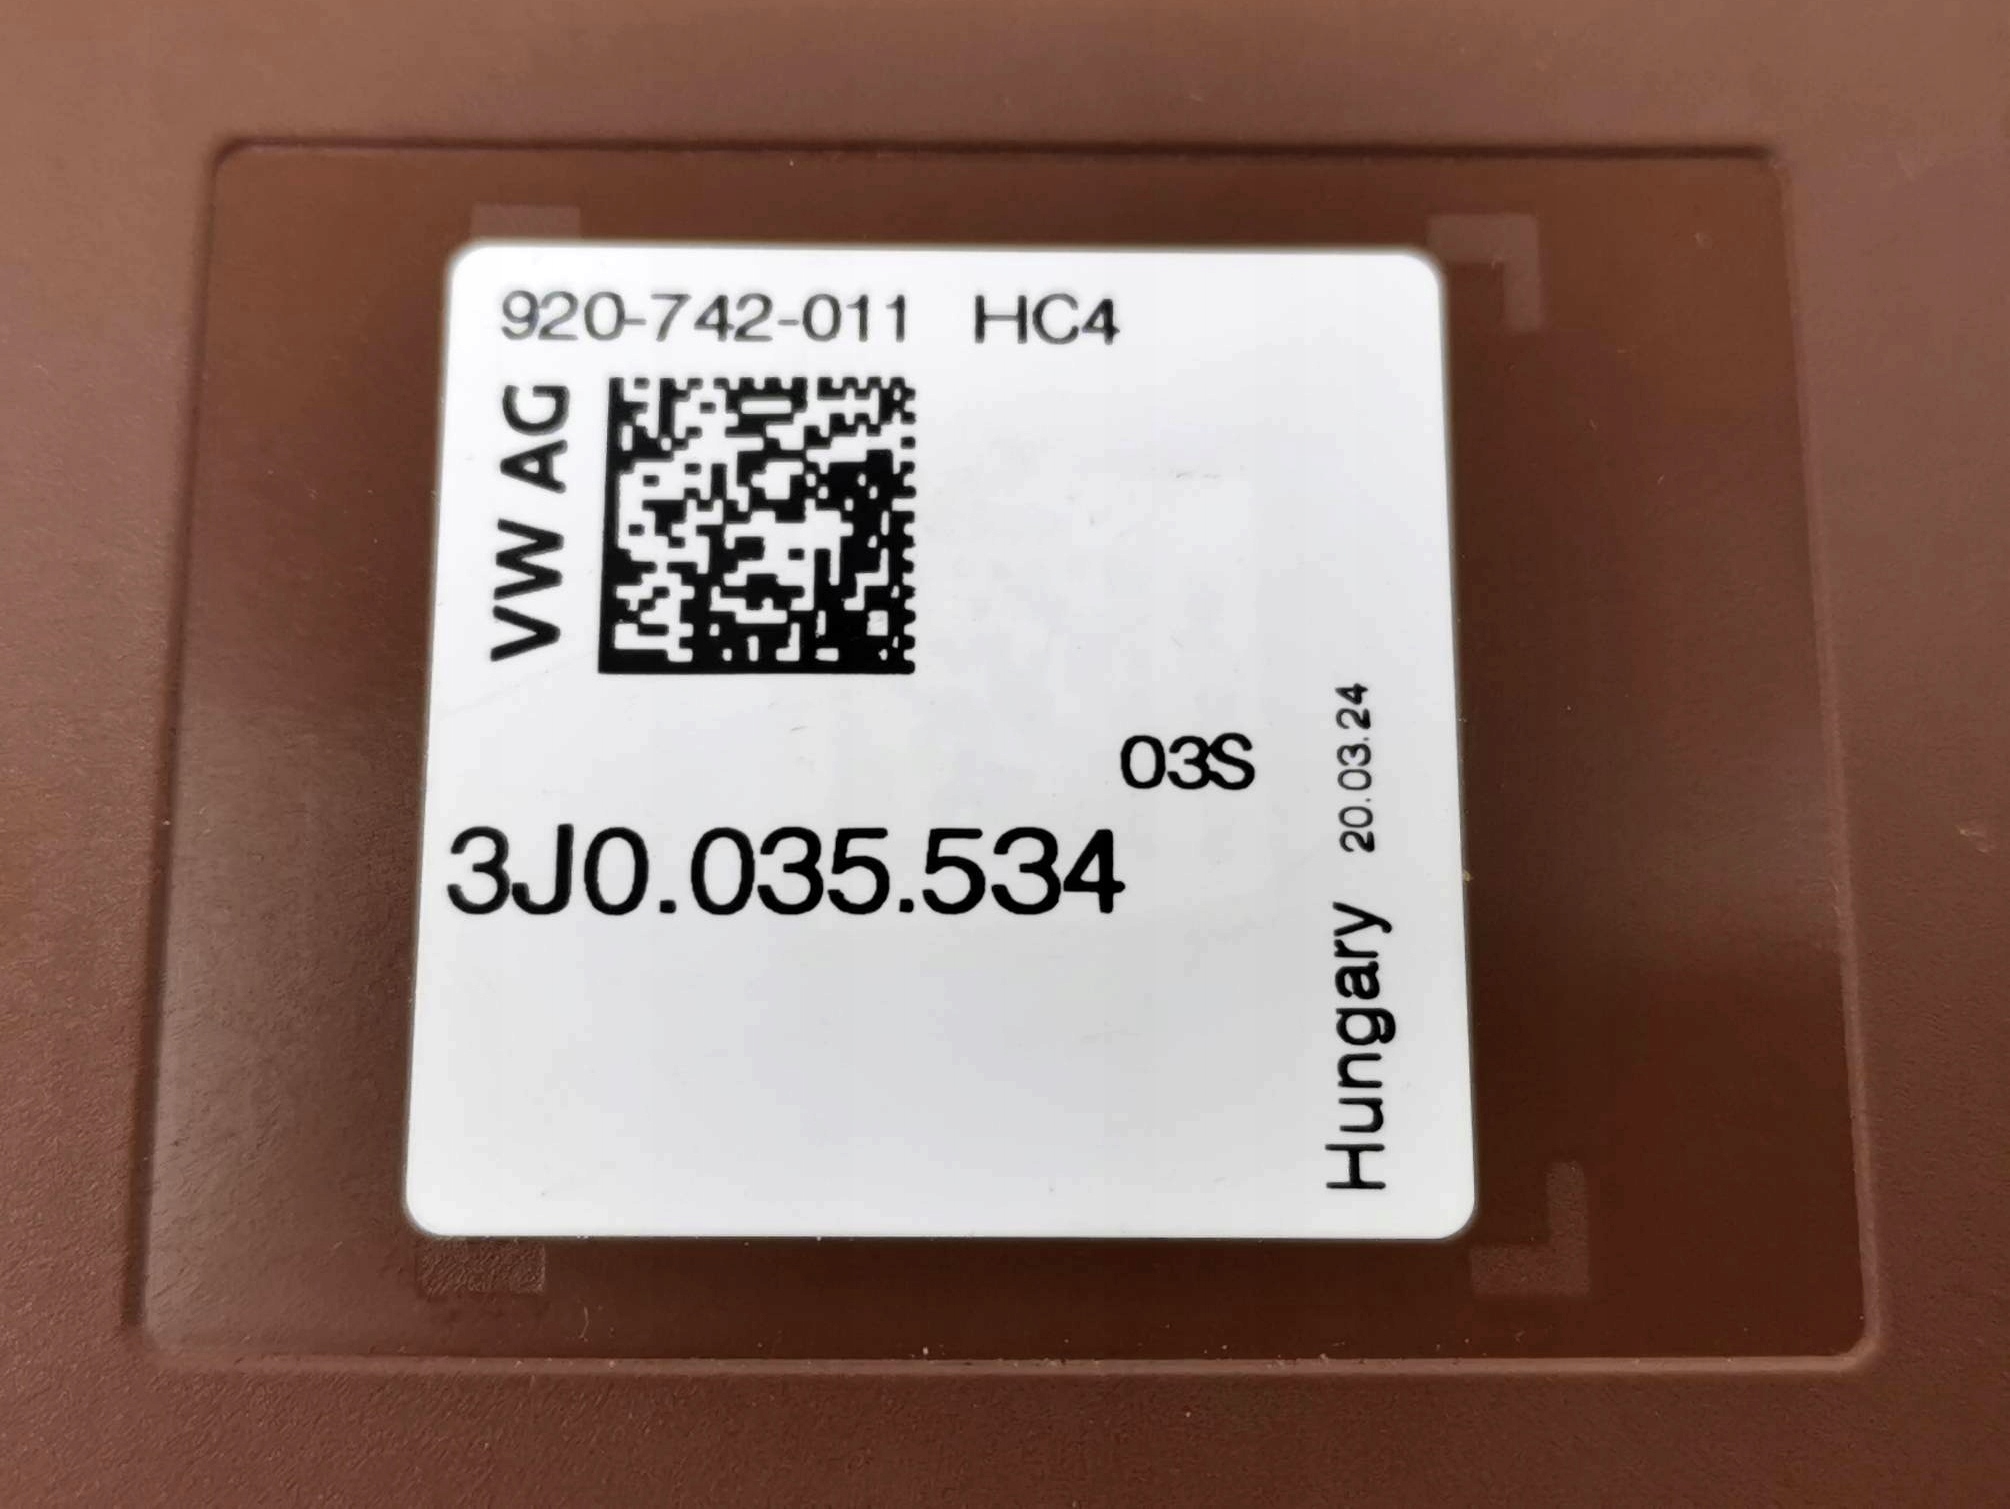 920-742-011 HC4
VW AG
03S
3J0.035.534
Hungary 20.03.24